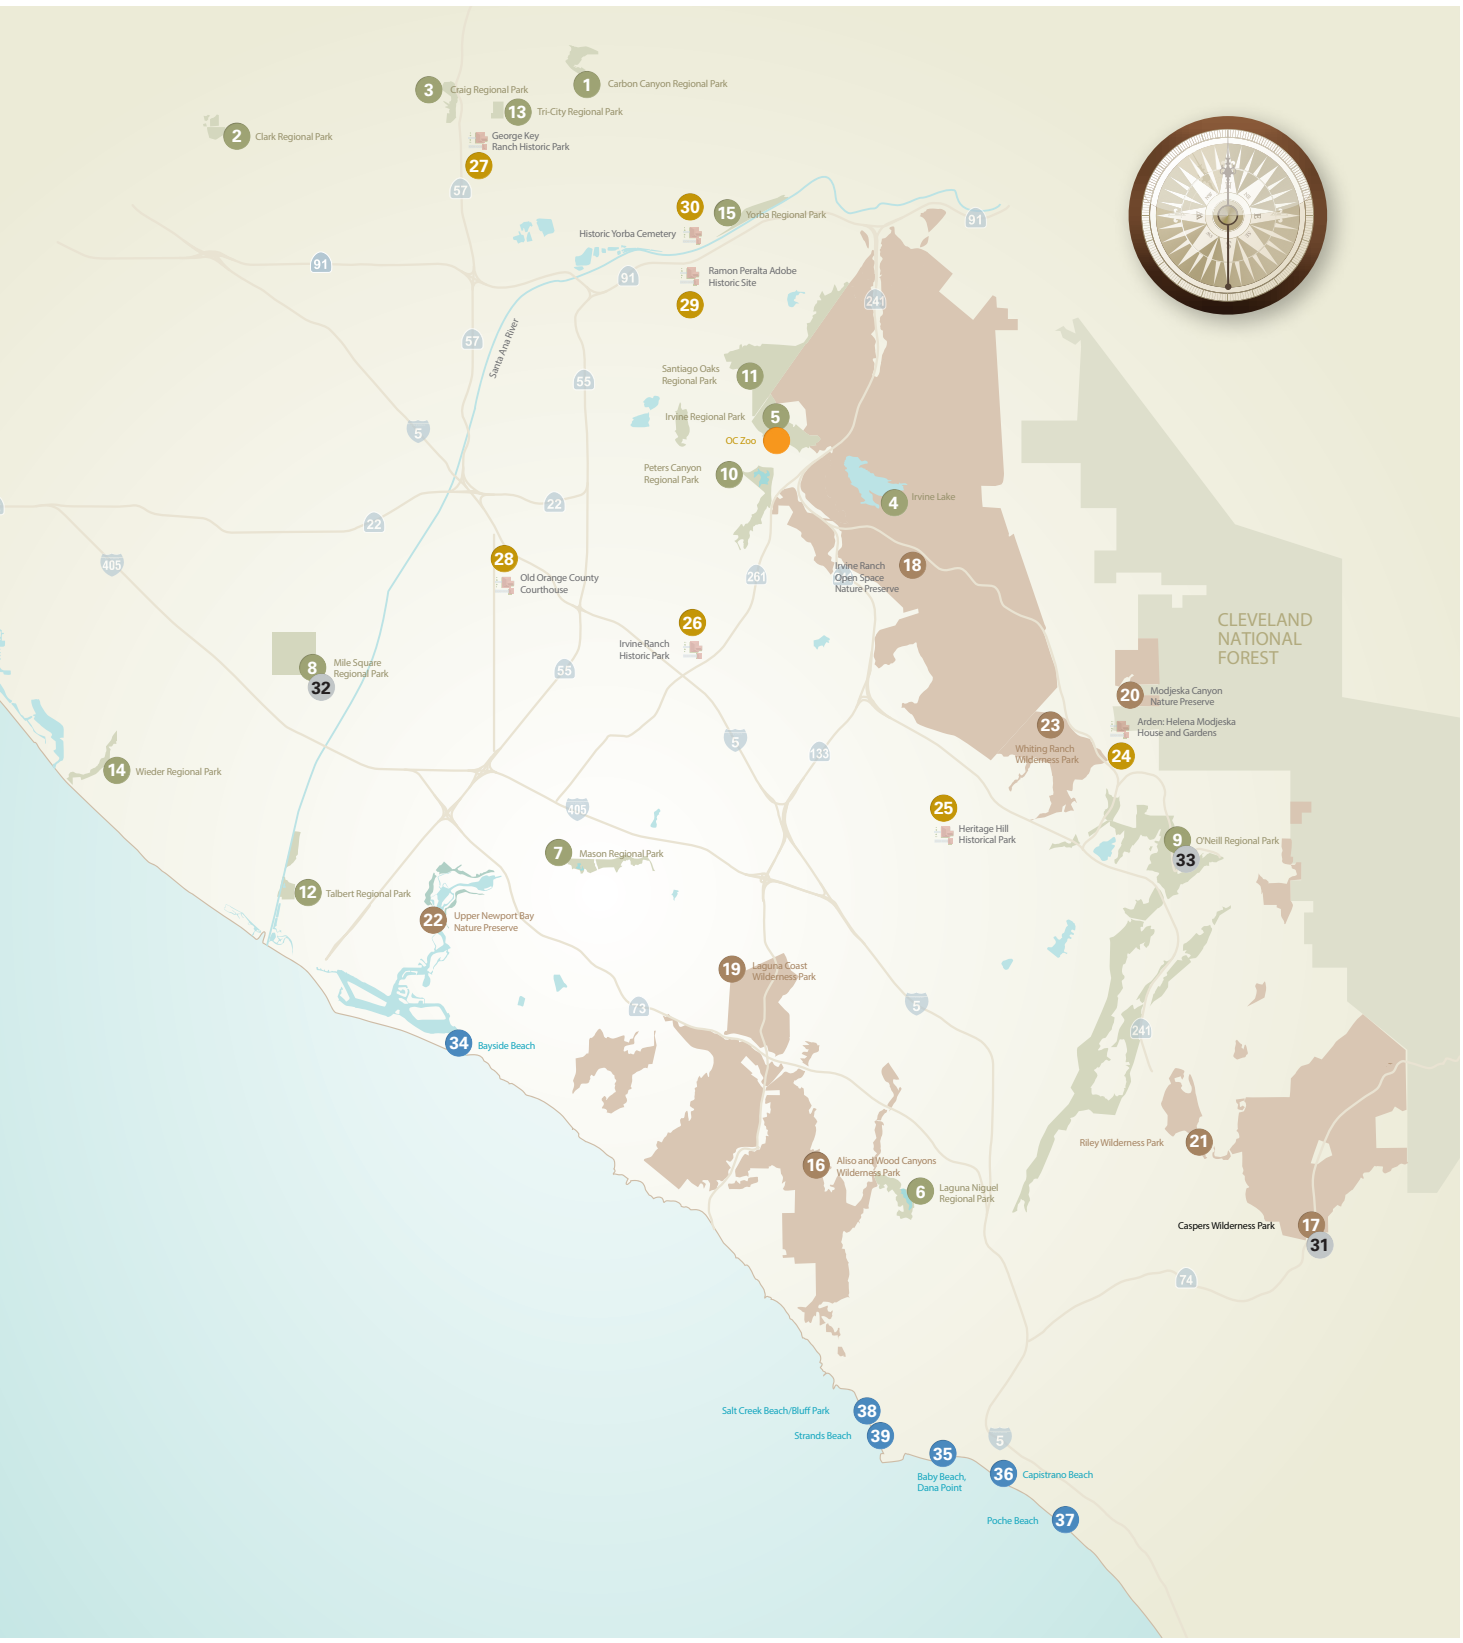 1
Carbon Canyon Regional Park
3
Craig Regional Park
13
Tri-City Regional Park
2
Clark Regional Park
George Key
Ranch Historic Park
27
57
30
15
Yorba Regional Park
91
Historic Yorba Cemetery
91
91
Ramon Peralta Adobe
Historic Site
29
241
Santa Ana River
57
55
Santiago Oaks
Regional Park
11
Irvine Regional Park
5
OC Zoo
5
Peters Canyon
Regional Park
10
4
Irvine Lake
22
22
405
28
Old Orange County
Courthouse
261
Irvine Ranch
Open Space
Nature Preserve
18
26
Irvine Ranch
Historic Park
CLEVELAND
NATIONAL
FOREST
8
Mile Square
Regional Park
32
55
20
Modjeska Canyon
Nature Preserve
Arden: Helena Modjeska
House and Gardens
24
23
Whiting Ranch
Wilderness Park
5
133
14
Wieder Regional Park
405
25
Heritage Hill
Historical Park
9
O'Neill Regional Park
33
7
Mason Regional Park
12
Talbert Regional Park
22
Upper Newport Bay
Nature Preserve
19
Laguna Coast
Wilderness Park
73
5
241
34
Bayside Beach
Riley Wilderness Park
21
16
Aliso and Wood Canyons
Wilderness Park
6
Laguna Niguel
Regional Park
Caspers Wilderness Park
17
31
74
Salt Creek Beach/Bluff Park
38
Strands Beach
39
5
35
Baby Beach,
Dana Point
36
Capistrano Beach
Poche Beach
37